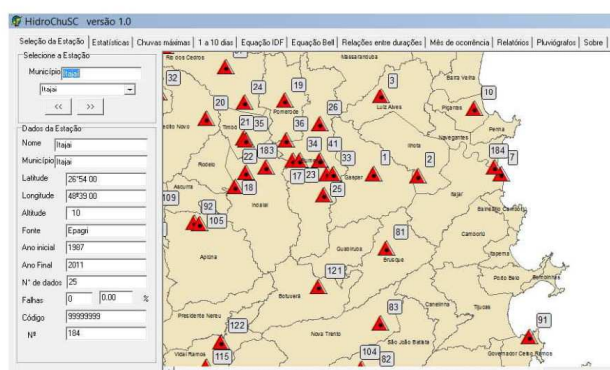 HidroChuSC versão 1.0
Seleção da Estação Estatísticas Chuvas máximas 1 a 10 dias Equação IDF Equação Bell Relações entre durações Mês de ocorrência Relatórios Pluviógrafos Sobre
Selecione a Estação
Município Itajai
Itajai
<< >>
Dados da Estação
Nome Itajai
Município Itajai
Latitude 26°54 00
Longitude 48°39 00
Altitude 10
Fonte Epagri
Ano inicial 1987
Ano Final 2011
N° de dados 25
Falhas 0 0.00 %
Código 99999999
Nº 184
Rio dos Cedros Massaranduba
32 24 19 3 Barra Velha
10
20 Pomerode 26 Luiz Alves Piçarras
Timbó 21 35 36 Penha
34 41 Ilhota Navegantes
22 183 33 1 2 184 7
Rodeio Gaspar
17 23
Ascurra 18 25 Itajaí
109 92 Indaial
105 Balneário Camboriú
81 Camboriú
Apiúna Guabiruba Brusque Itapema
121 Porto Belo Bombinhas
Botuverá
83 Canelinha Tijucas
Presidente Nereu 91
122 Nova Trento São João Batista
Vidal Ramos 115 104 82 Governador Celso Ramos